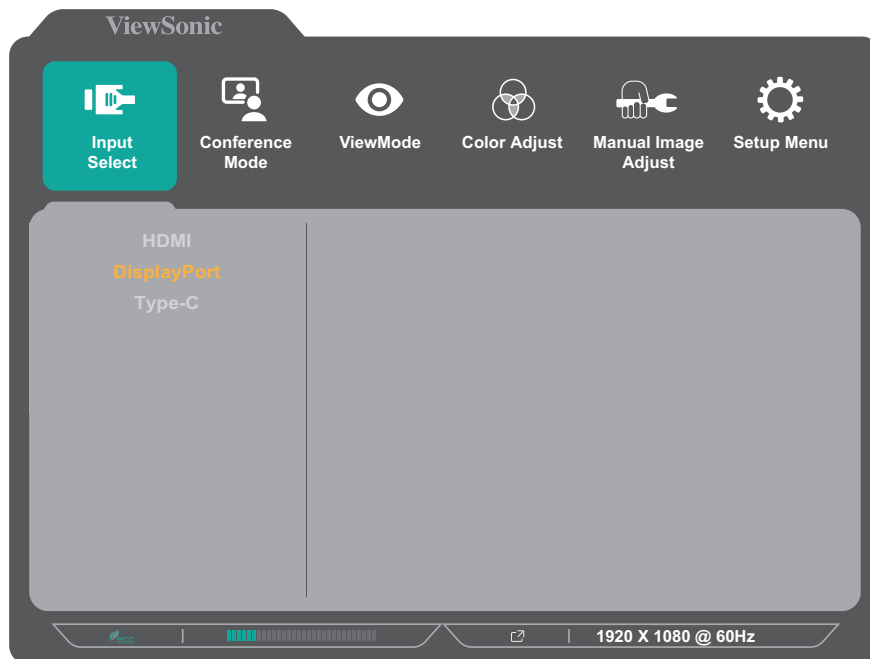 ViewSonic
Input
Select
Conference
Mode
ViewMode
Color Adjust
Manual Image
Adjust
Setup Menu
HDMI
DisplayPort
Type-C
eco
1920 X 1080 @ 60Hz